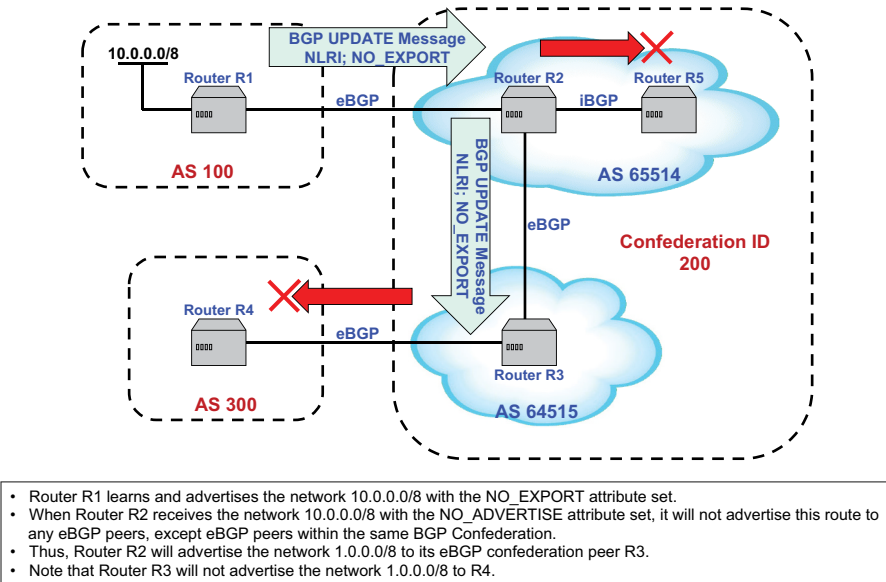 BGP UPDATE Message
NLRI; NO_EXPORT
10.0.0.0/8
Router R1
Router R2
Router R5
eBGP
iBGP
AS 100
AS 65514
BGP UPDATE Message
NLRI; NO_EXPORT
eBGP
Confederation ID
200
Router R4
eBGP
Router R3
AS 300
AS 64515
• Router R1 learns and advertises the network 10.0.0.0/8 with the NO_EXPORT attribute set.
• When Router R2 receives the network 10.0.0.0/8 with the NO_ADVERTISE attribute set, it will not advertise this route to
any eBGP peers, except eBGP peers within the same BGP Confederation.
• Thus, Router R2 will advertise the network 1.0.0.0/8 to its eBGP confederation peer R3.
• Note that Router R3 will not advertise the network 1.0.0.0/8 to R4.